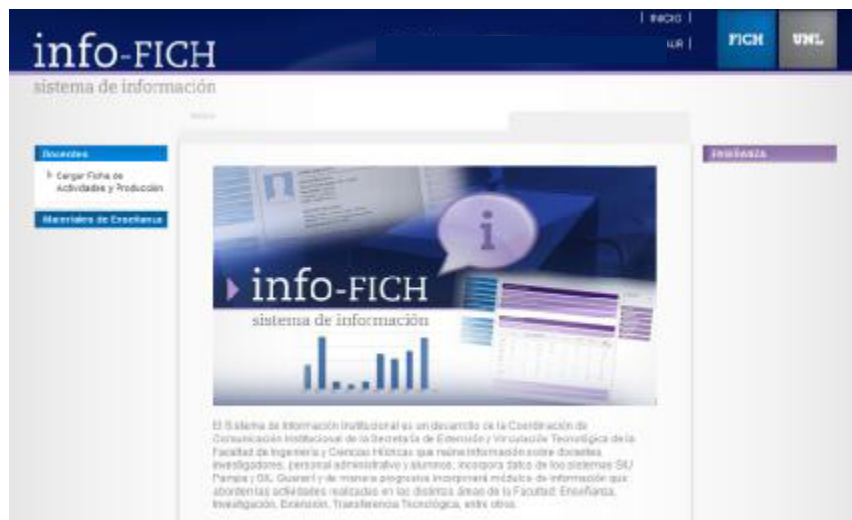 | INICIO |
info-FICH
FICH
UNL
sistema de información
Docentes
Cargar Ficha de
Actividades y Producción
Materiales de Enseñanza
Enseñanza
i
info-FICH
sistema de información
El Sistema de Información Institucional es un desarrollo de la Coordinación de
Comunicación Institucional de la Secretaría de Extensión y Vinculación Tecnológica de la
Facultad de Ingeniería y Ciencias Hídricas que reúne información sobre docentes,
investigadores, personal administrativo y alumnos; incorpora datos de los sistemas SIU
Pampa y SIU Guaraní y de manera progresiva incorporará módulos de información que
aborden las actividades realizadas en las distintas áreas de la Facultad: Enseñanza,
Investigación, Extensión, Transferencia Tecnológica, entre otros.